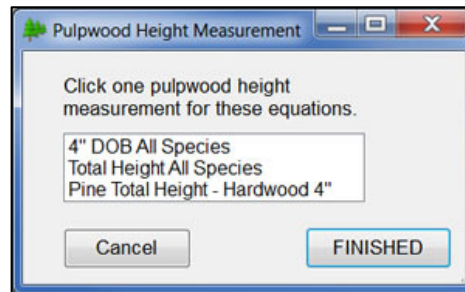 Pulpwood Height Measurement
Click one pulpwood height
measurement for these equations.
4" DOB All Species
Total Height All Species
Pine Total Height - Hardwood 4"
Cancel
FINISHED